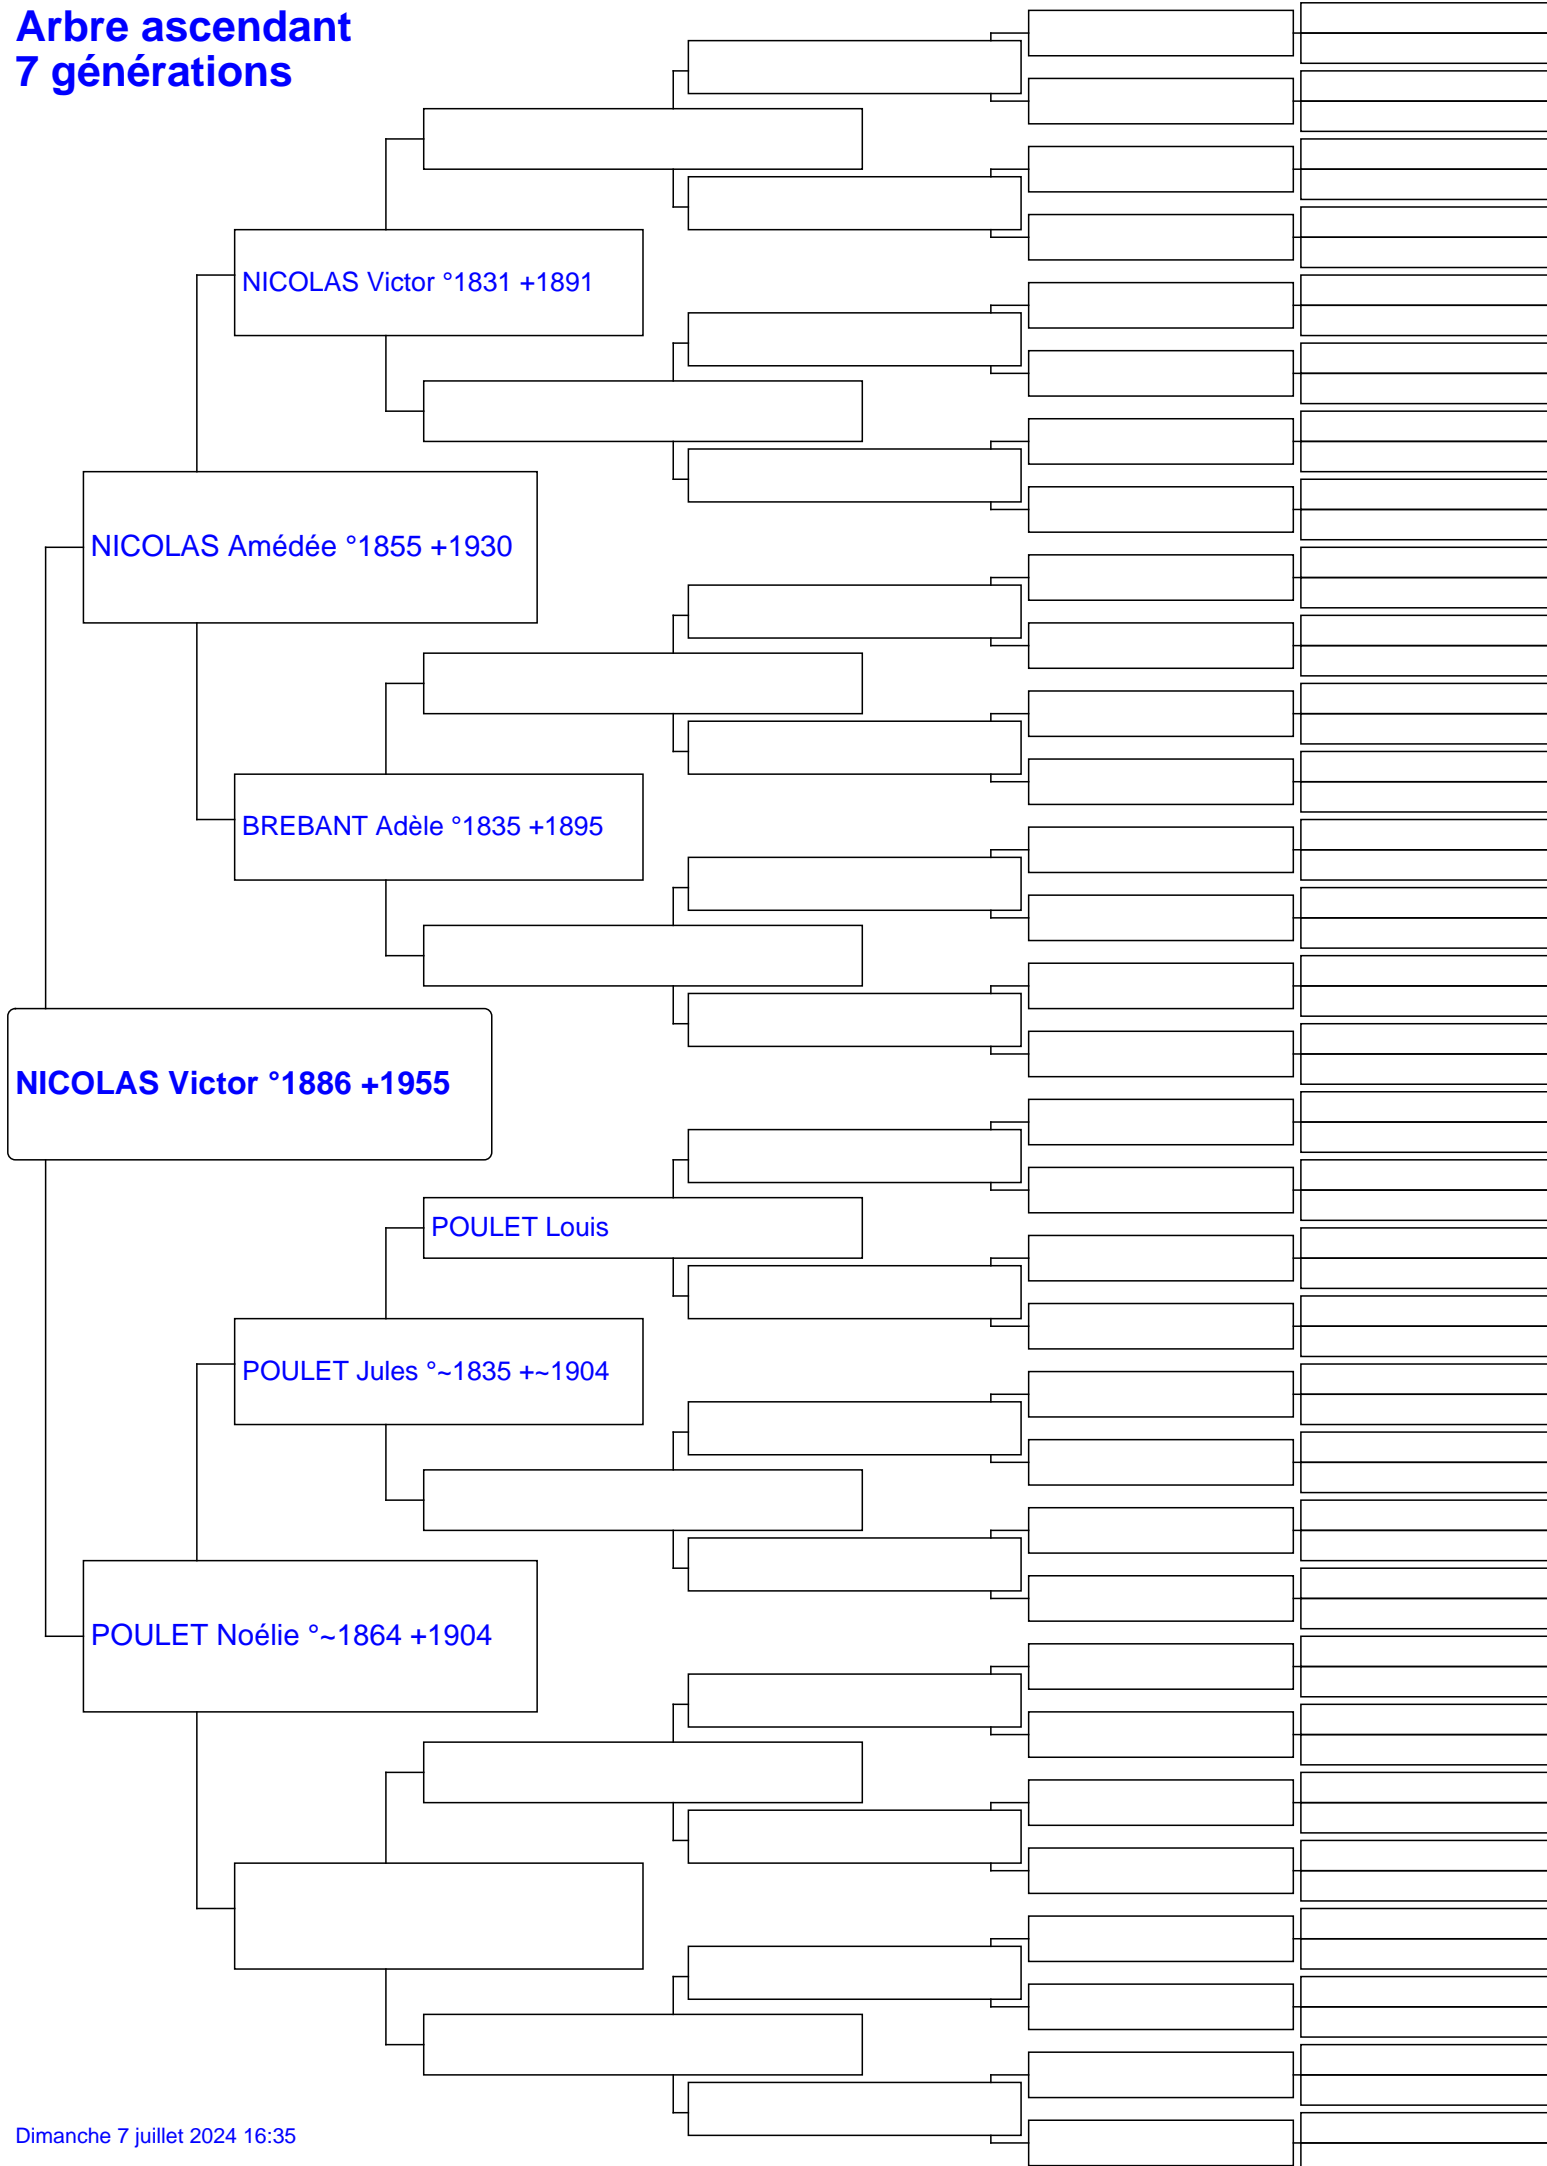 Arbre ascendant
7 générations
NICOLAS Victor °1831 +1891
NICOLAS Amédée °1855 +1930
BREBANT Adèle °1835 +1895
NICOLAS Victor °1886 +1955
POULET Louis
POULET Jules °~1835 +~1904
POULET Noélie °~1864 +1904
Dimanche 7 juillet 2024 16:35